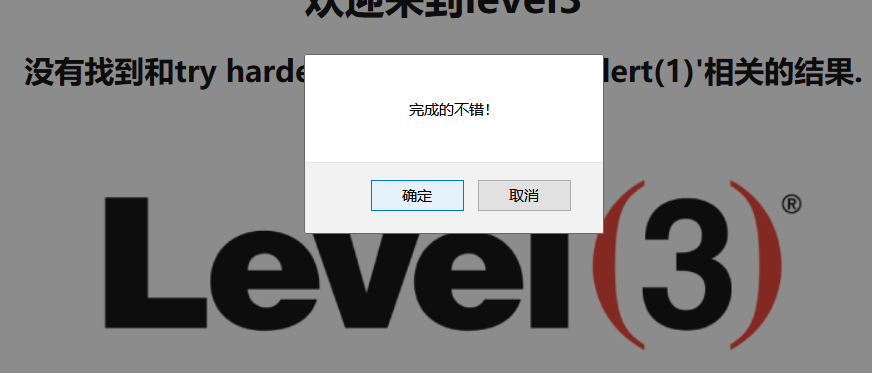 欢迎来到level3
没有找到和try harde
lert(1)'相关的结果.
完成的不错!
确定
取消
Level(3)®